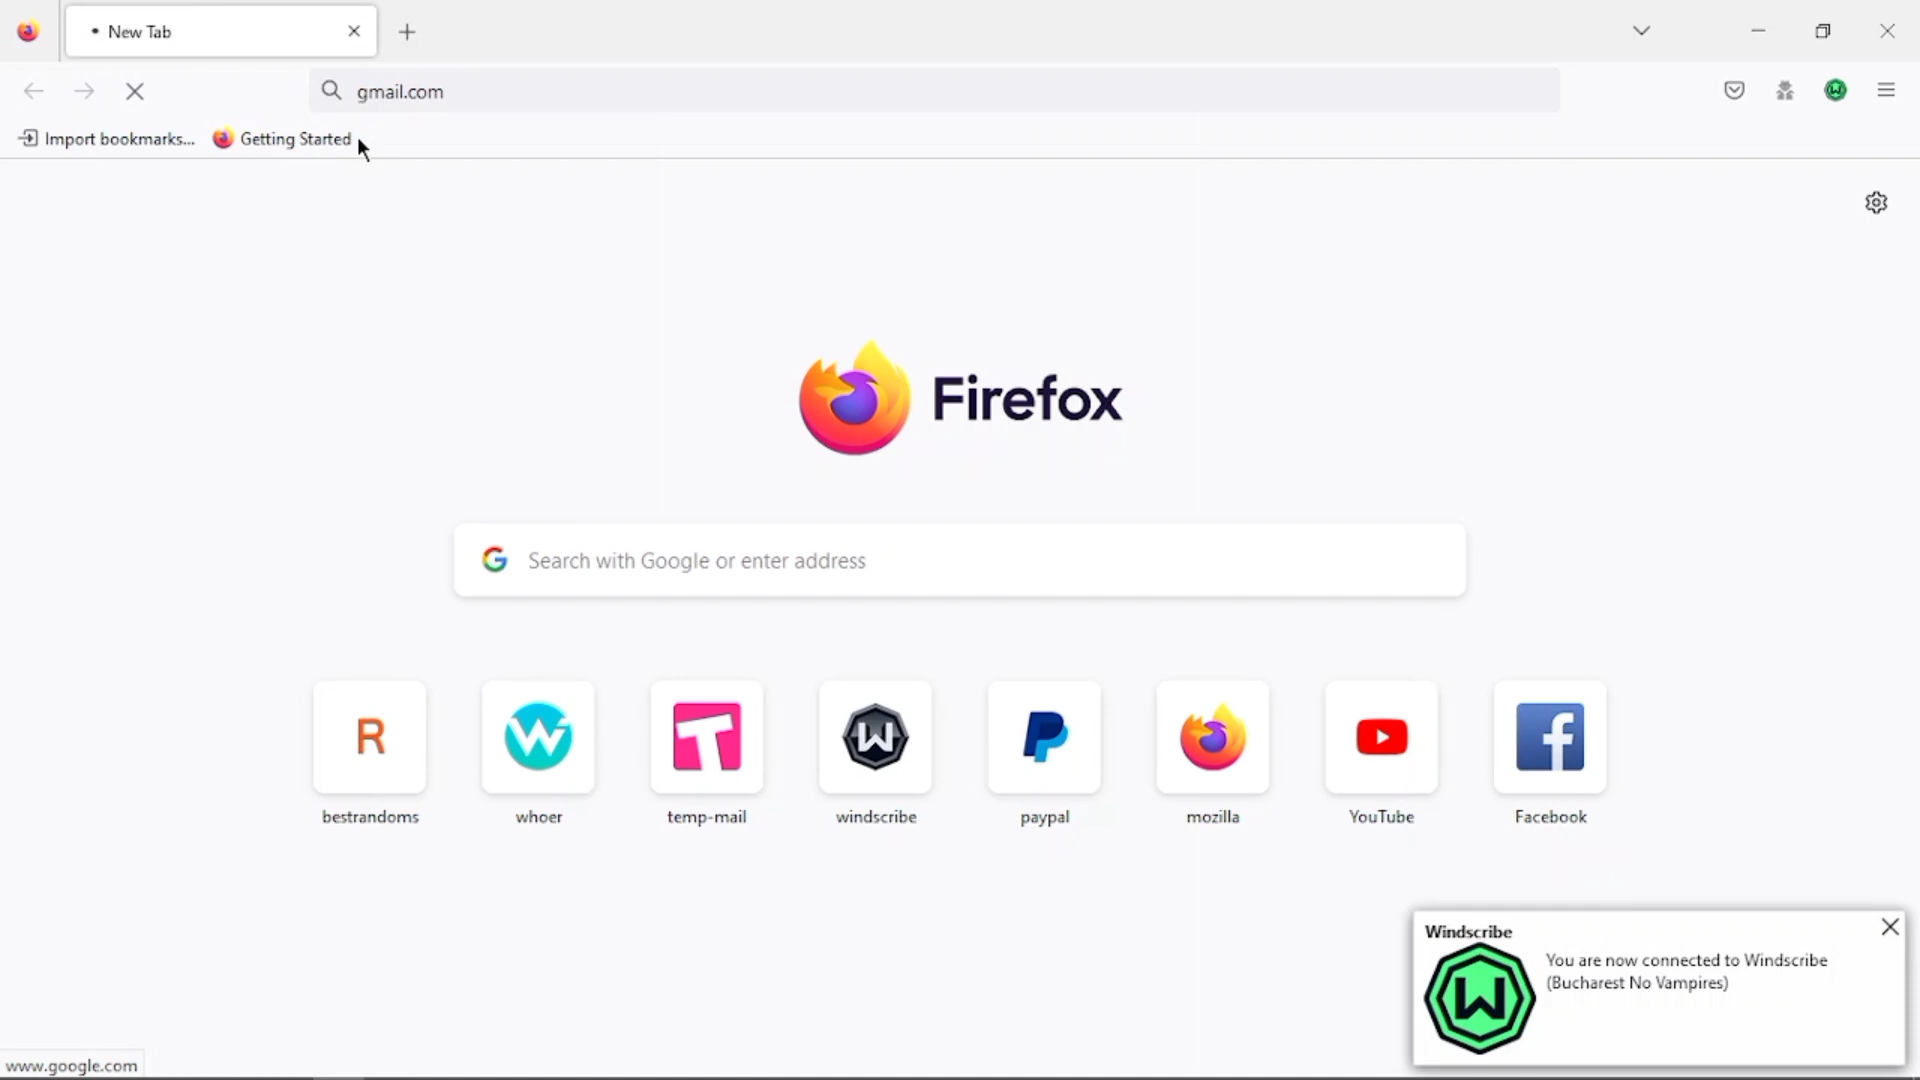 New Tab
gmail.com
Import bookmarks...
Getting Started
Firefox
Search with Google or enter address
bestrandoms
whoer
temp-mail
windscribe
paypal
mozilla
YouTube
Facebook
Windscribe
You are now connected to Windscribe
(Bucharest No Vampires)
www.google.com